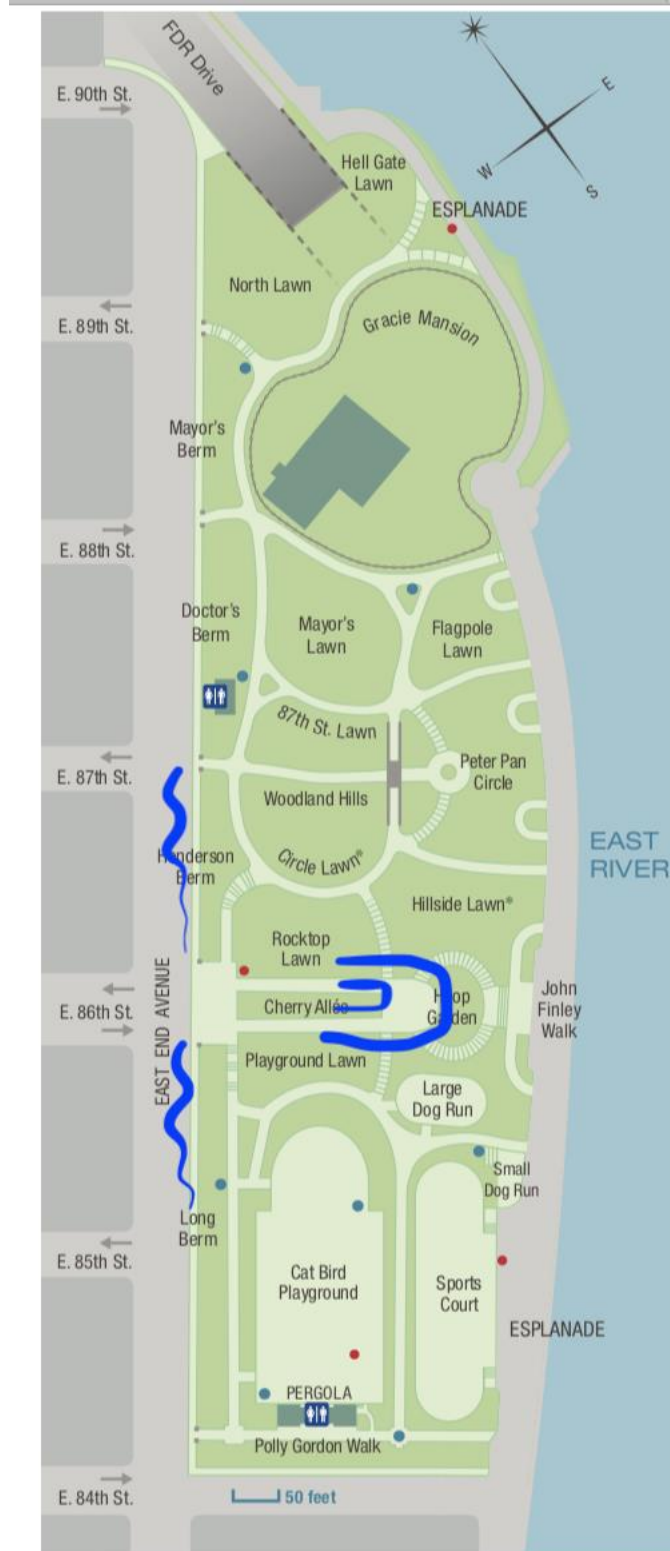 FDR Drive
E. 90th St.
E
Hell Gate
Lawn
W
S
ESPLANADE
North Lawn
E. 89th St.
Gracie Mansion
Mayor's
Berm
E. 88th St.
Doctor's
Berm
Mayor's
Lawn
Flagpole
Lawn
87th St. Lawn
E. 87th St.
Peter Pan
Circle
Woodland Hills
EAST
RIVER
Henderson
Berm
Circle Lawn*
Hillside Lawn*
Rocktop
Lawn
EAST END AVENUE
E. 86th St.
Cherry Allée
Hoop
Garden
John
Finley
Walk
Playground Lawn
Large
Dog Run
Small
Dog Run
Long
Berm
E. 85th St.
Cat Bird
Playground
Sports
Court
ESPLANADE
PERGOLA
Polly Gordon Walk
E. 84th St.
50 feet